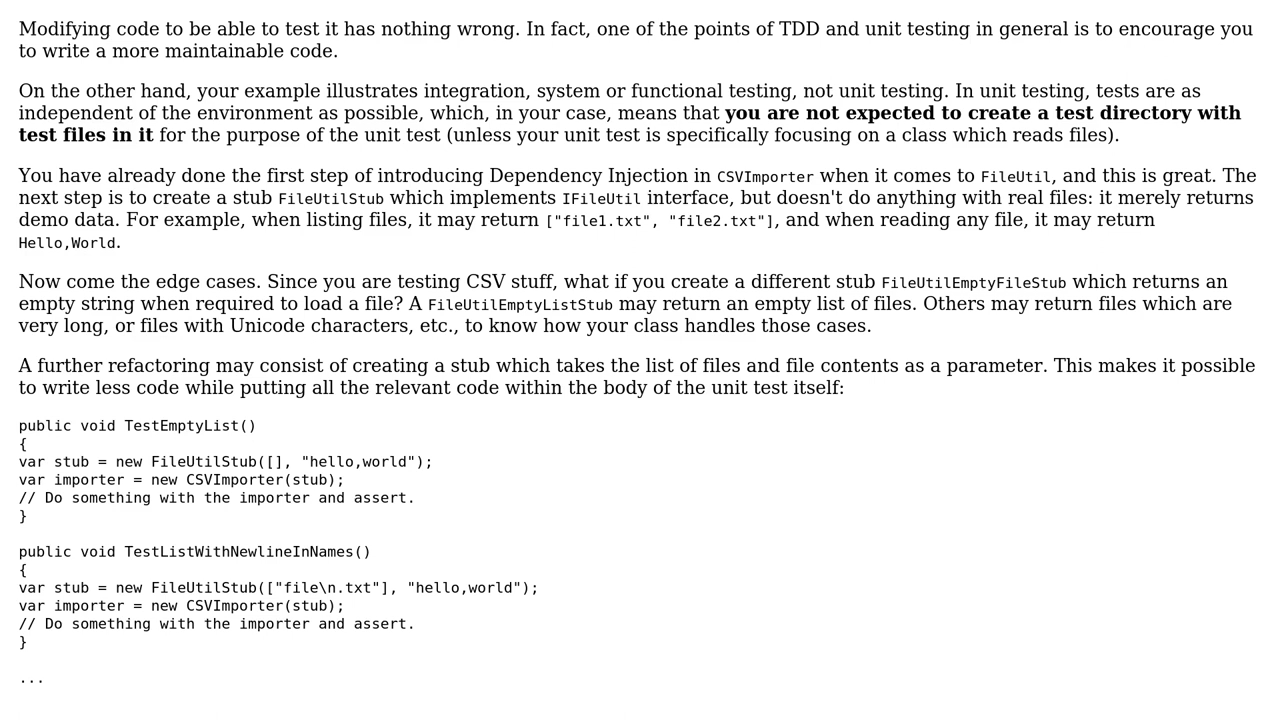 Modifying code to be able to test it has nothing wrong. In fact, one of the points of TDD and unit testing in general is to encourage you
to write a more maintainable code.
On the other hand, your example illustrates integration, system or functional testing, not unit testing. In unit testing, tests are as
independent of the environment as possible, which, in your case, means that you are not expected to create a test directory with
test files in it for the purpose of the unit test (unless your unit test is specifically focusing on a class which reads files).
You have already done the first step of introducing Dependency Injection in CSVImporter when it comes to FileUtil, and this is great. The
next step is to create a stub FileUtilStub which implements IFileUtil interface, but doesn't do anything with real files: it merely returns
demo data. For example, when listing files, it may return ["file1.txt", "file2.txt"], and when reading any file, it may return
Hello,World.
Now come the edge cases. Since you are testing CSV stuff, what if you create a different stub FileUtilEmptyFileStub which returns an
empty string when required to load a file? A FileUtilEmptyListStub may return an empty list of files. Others may return files which are
very long, or files with Unicode characters, etc., to know how your class handles those cases.
A further refactoring may consist of creating a stub which takes the list of files and file contents as a parameter. This makes it possible
to write less code while putting all the relevant code within the body of the unit test itself:
public void TestEmptyList()
{
var stub = new FileUtilStub([], "hello,world");
var importer = new CSVImporter(stub);
// Do something with the importer and assert.
}
public void TestListWithNewlineInNames()
{
var stub = new FileUtilStub(["file\n.txt"], "hello,world");
var importer = new CSVImporter(stub);
// Do something with the importer and assert.
}
...